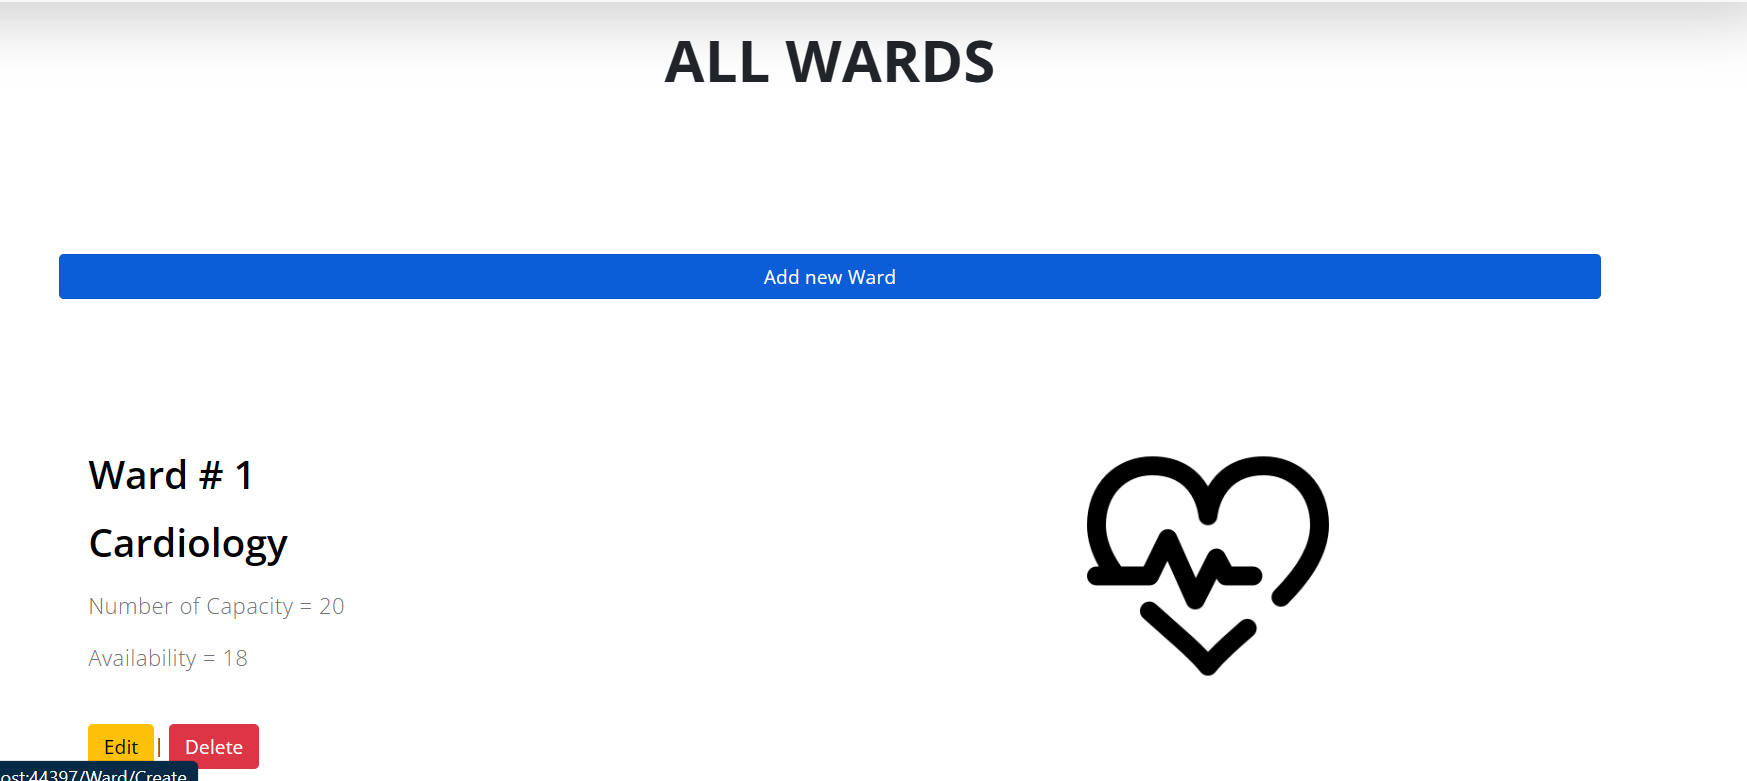 ALL WARDS
Add new Ward
Ward # 1
Cardiology
Number of Capacity = 20
Availability = 18
Edit | Delete
ost:44397/Ward/Create